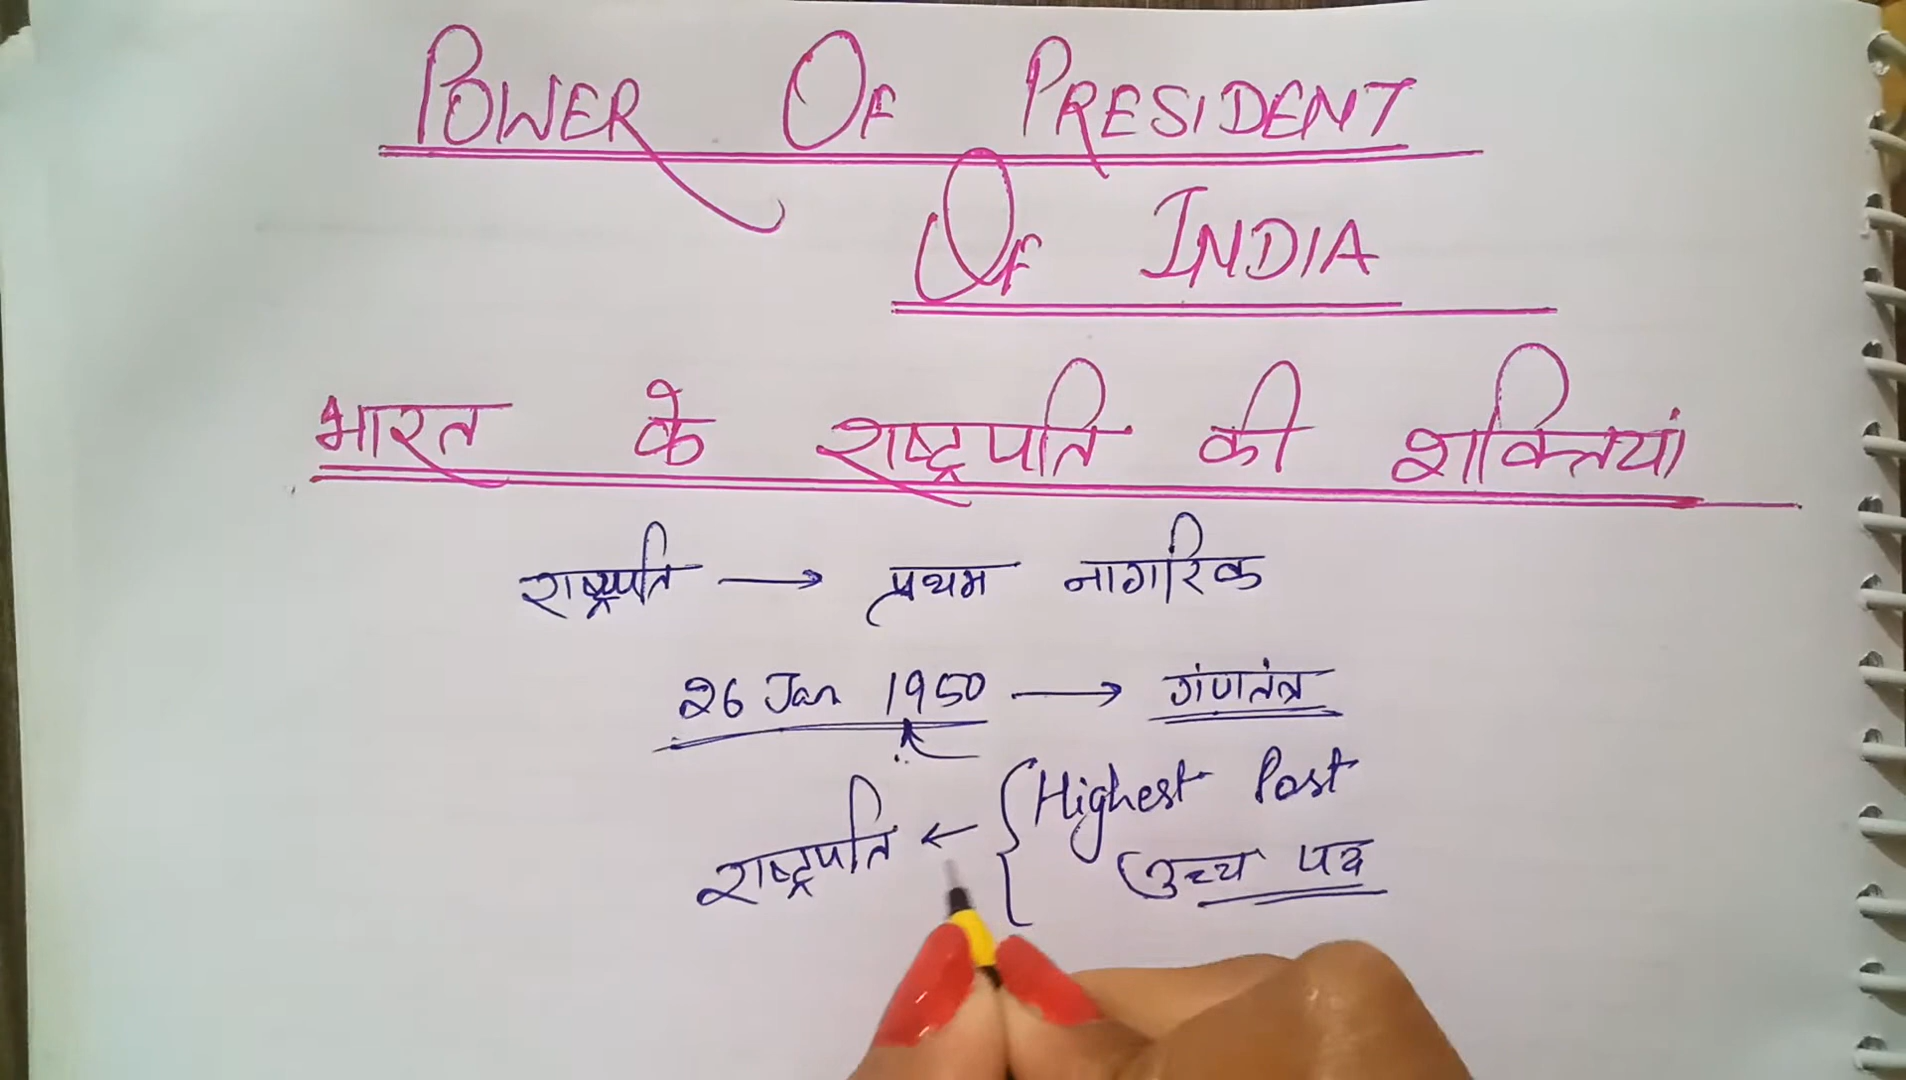 POWER OF PRESIDENT
OF INDIA
भारत के राष्ट्रपति की शक्तियां
राष्ट्रपति → प्रथम नागरिक
26 Jan 1950 → गंणतंत्र
राष्ट्रपति ← { Highest Post
उच्च पद